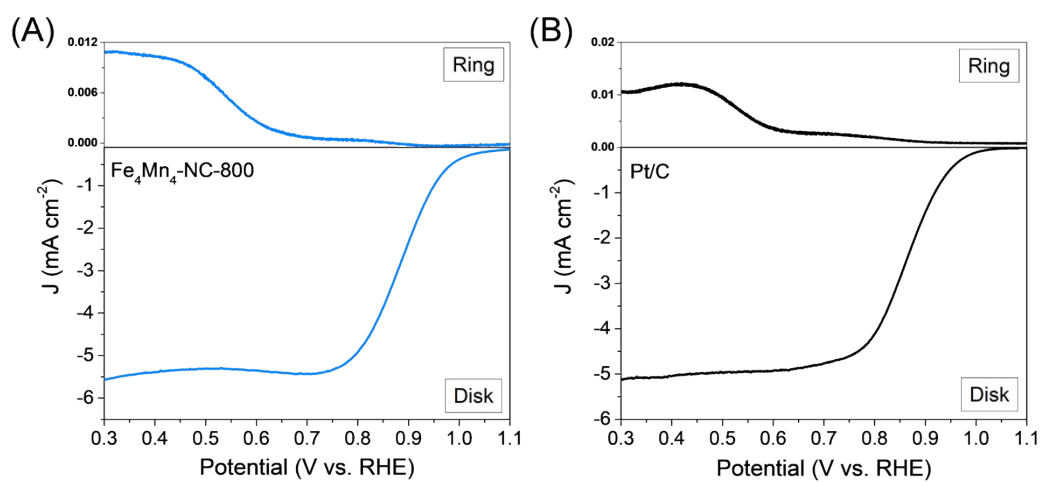 (A)
0.012
0.006
0.000
Ring
Fe₄Mn₄-NC-800
-1
-2
-3
-4
-5
-6
J (mA cm⁻²)
Disk
0.3 0.4 0.5 0.6 0.7 0.8 0.9 1.0 1.1
Potential (V vs. RHE)
(B)
0.02
0.01
0.00
Ring
Pt/C
-1
-2
-3
-4
-5
-6
J (mA cm⁻²)
Disk
0.3 0.4 0.5 0.6 0.7 0.8 0.9 1.0 1.1
Potential (V vs. RHE)